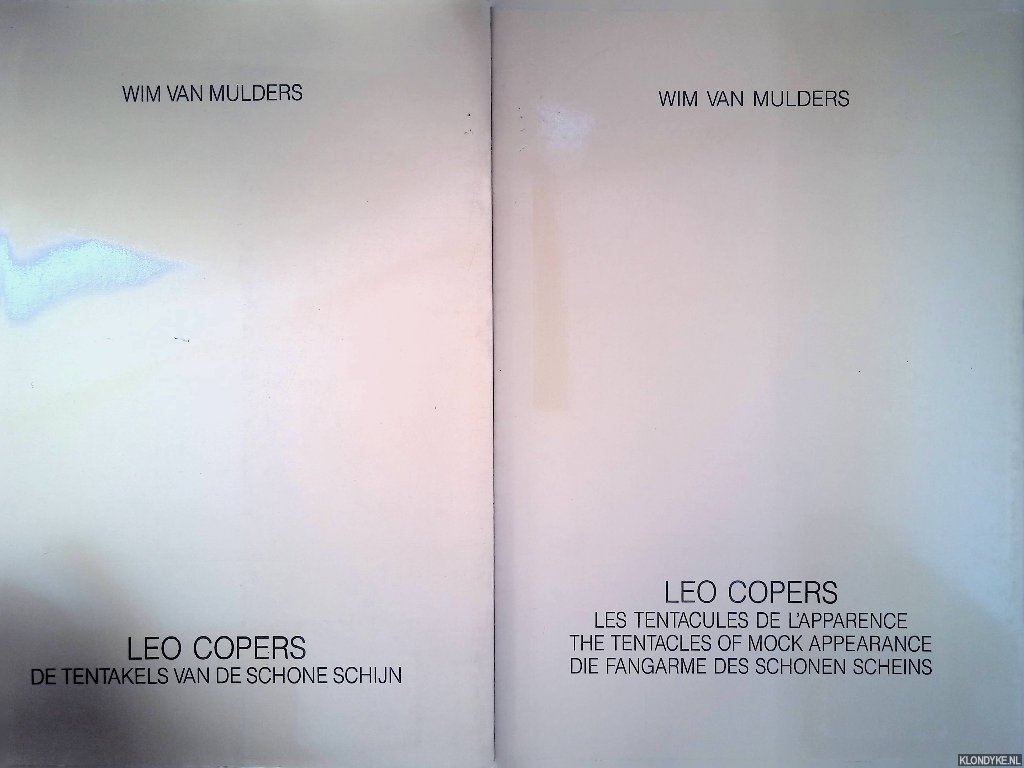 WIM VAN MULDERS
LEO COPERS
DE TENTAKELS VAN DE SCHONE SCHIJN
WIM VAN MULDERS
LEO COPERS
LES TENTACULES DE L'APPARENCE
THE TENTACLES OF MOCK APPEARANCE
DIE FANGARME DES SCHONEN SCHEINS
KLONDYKE.NL